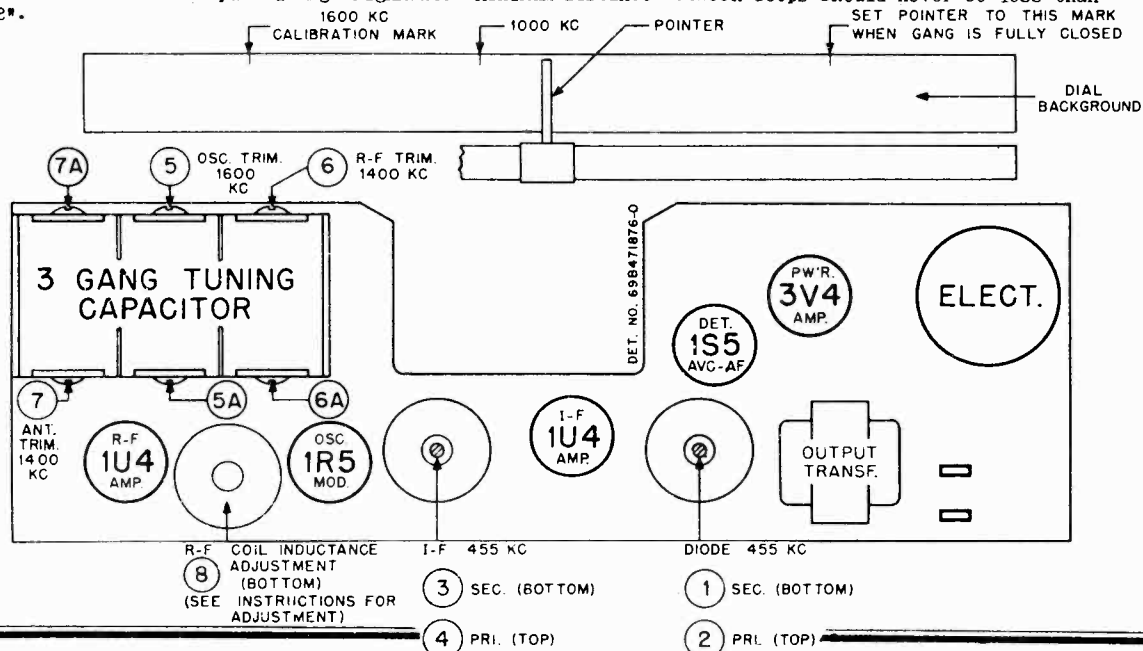 2".
1600 KC
CALIBRATION MARK
1000 KC
POINTER
SET POINTER TO THIS MARK
WHEN GANG IS FULLY CLOSED
DIAL
BACKGROUND
7A
5
OSC. TRIM.
1600
KC
6
R-F TRIM.
1400 KC
3 GANG TUNING
CAPACITOR
DET. NO. 69B471876-0
PW'R.
3V4
AMP.
ELECT.
DET.
1S5
AVC-AF
7
ANT.
TRIM.
1400
KC
5A
6A
R-F
1U4
AMP.
OSC.
1R5
MOD.
I-F
1U4
AMP.
OUTPUT
TRANSF.
R-F COIL INDUCTANCE
ADJUSTMENT
8
(BOTTOM)
(SEE INSTRUCTIONS FOR
ADJUSTMENT)
I-F 455 KC
3 SEC. (BOTTOM)
4 PRI. (TOP)
DIODE 455 KC
1 SEC. (BOTTOM)
2 PRI. (TOP)